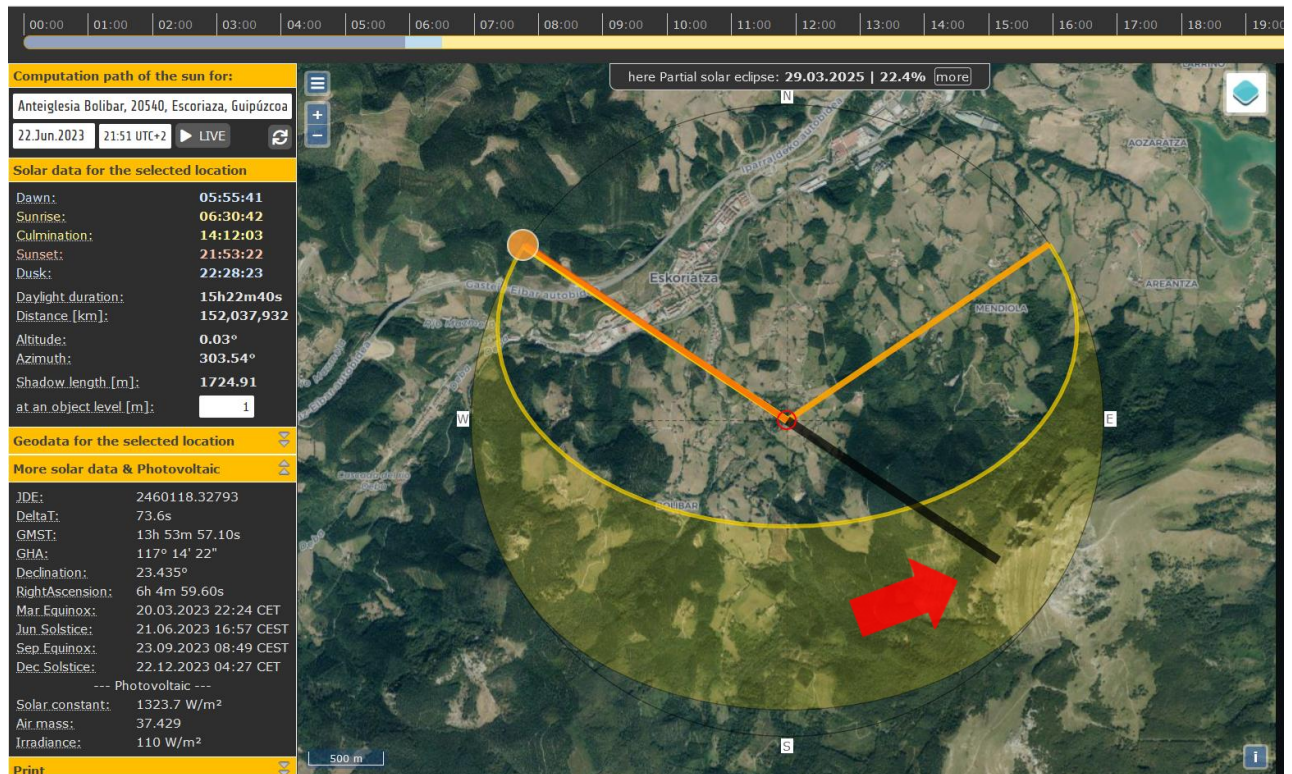 00:00 01:00 02:00 03:00 04:00 05:00 06:00 07:00 08:00 09:00 10:00 11:00 12:00 13:00 14:00 15:00 16:00 17:00 18:00 19:00
Computation path of the sun for:
Anteiglesia Bolibar, 20540, Escoriaza, Guipúzcoa
22.Jun.2023 21:51 UTC+2 LIVE
Solar data for the selected location
Dawn: 05:55:41
Sunrise: 06:30:42
Culmination: 14:12:03
Sunset: 21:53:22
Dusk: 22:28:23
Daylight duration: 15h22m40s
Distance [km]: 152,037,932
Altitude: 0.03°
Azimuth: 303.54°
Shadow length [m]: 1724.91
at an object level [m]: 1
Geodata for the selected location
More solar data & Photovoltaic
JDE: 2460118.32793
DeltaT: 73.6s
GMST: 13h 53m 57.10s
GHA: 117° 14' 22"
Declination: 23.435°
RightAscension: 6h 4m 59.60s
Mar Equinox: 20.03.2023 22:24 CET
Jun Solstice: 21.06.2023 16:57 CEST
Sep Equinox: 23.09.2023 08:49 CEST
Dec Solstice: 22.12.2023 04:27 CET
--- Photovoltaic ---
Solar constant: 1323.7 W/m²
Air mass: 37.429
Irradiance: 110 W/m²
Print
here Partial solar eclipse: 29.03.2025 | 22.4% more
+
−
N
AOZARATZA
Ibarraldeko autobidea
Eskoriatza
AREANTZA
MENDIOLA
W
E
BOLIBAR
S
500 m
i